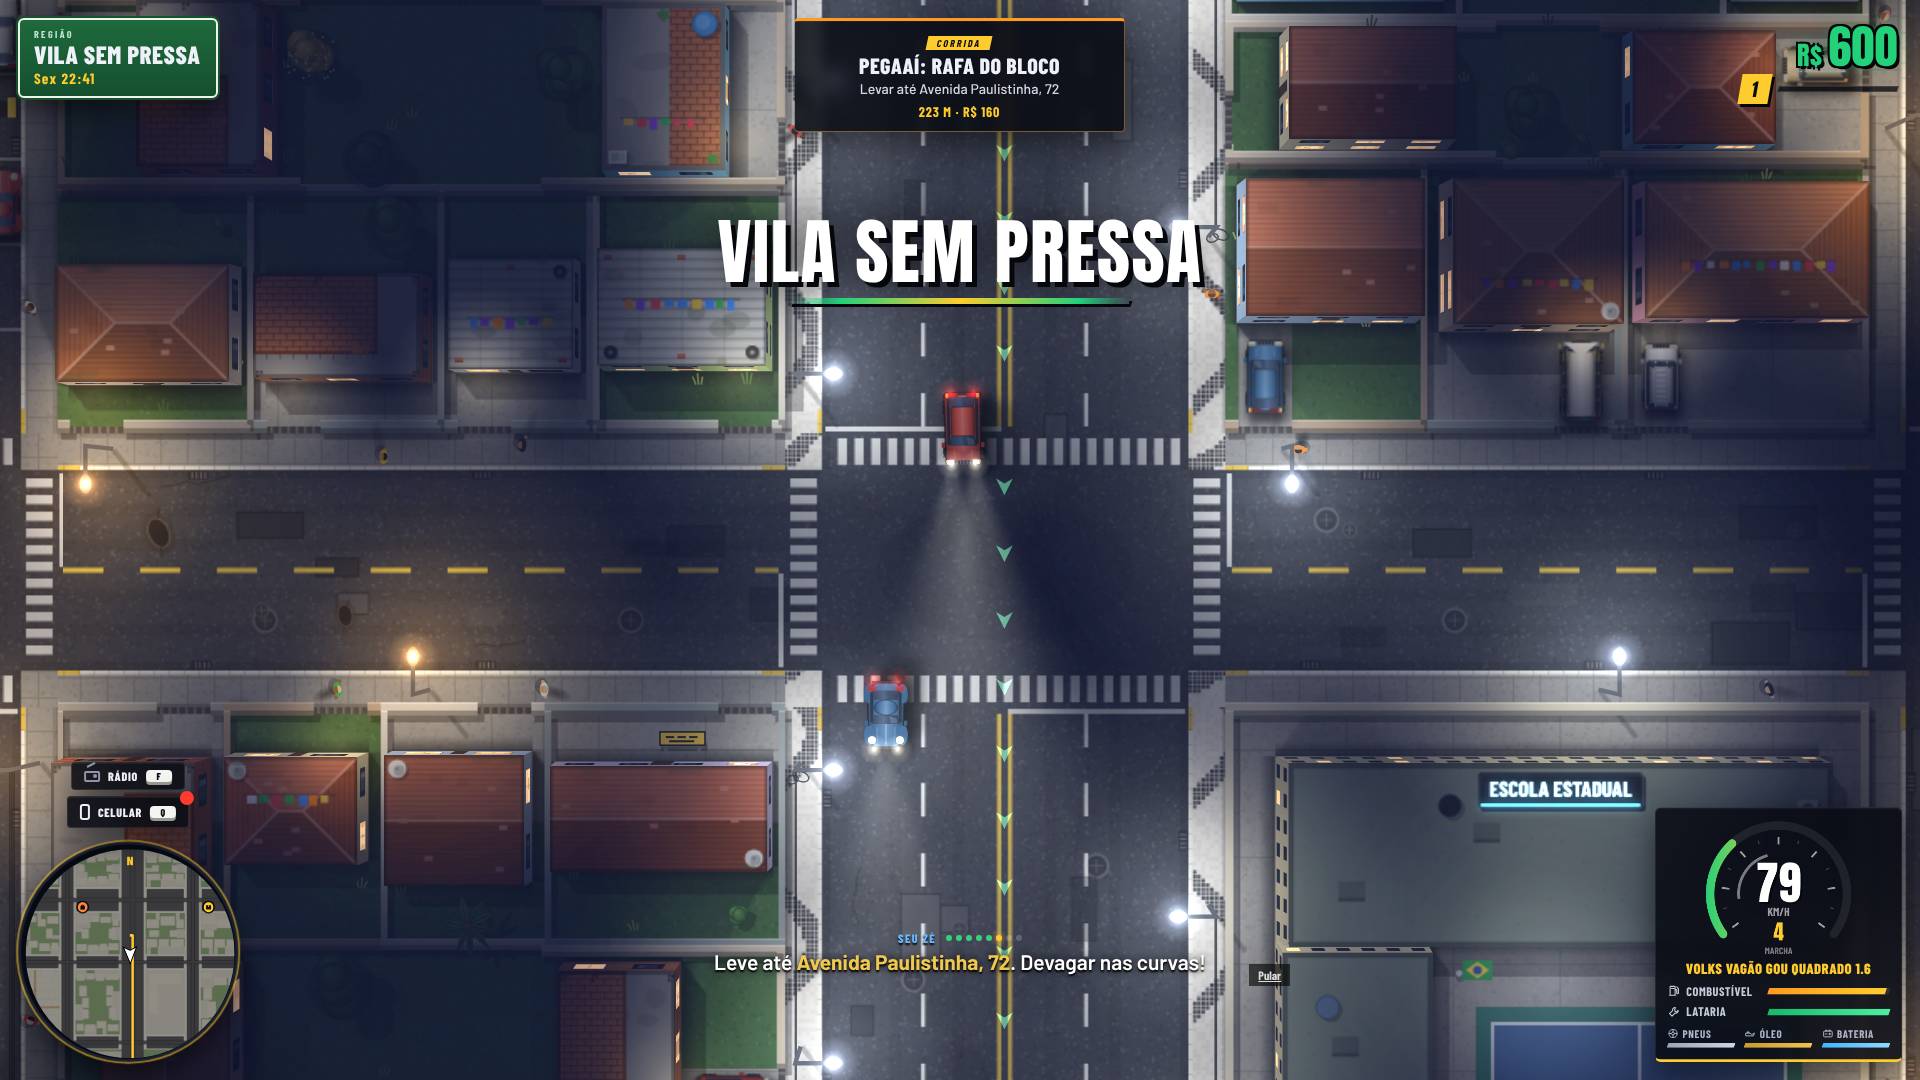 REGIÃO
VILA SEM PRESSA
Sex 22:41
CORRIDA
PEGAAÍ: RAFA DO BLOCO
Levar até Avenida Paulistinha, 72
223 M · R$ 160
R$ 600
1
VILA SEM PRESSA
RÁDIO F
CELULAR Q
N
ESCOLA ESTADUAL
SEU ZÉ
Leve até Avenida Paulistinha, 72. Devagar nas curvas!
Pular
79
KM/H
4
MARCHA
VOLKS VAGÃO GOU QUADRADO 1.6
COMBUSTÍVEL
LATARIA
PNEUS ÓLEO BATERIA